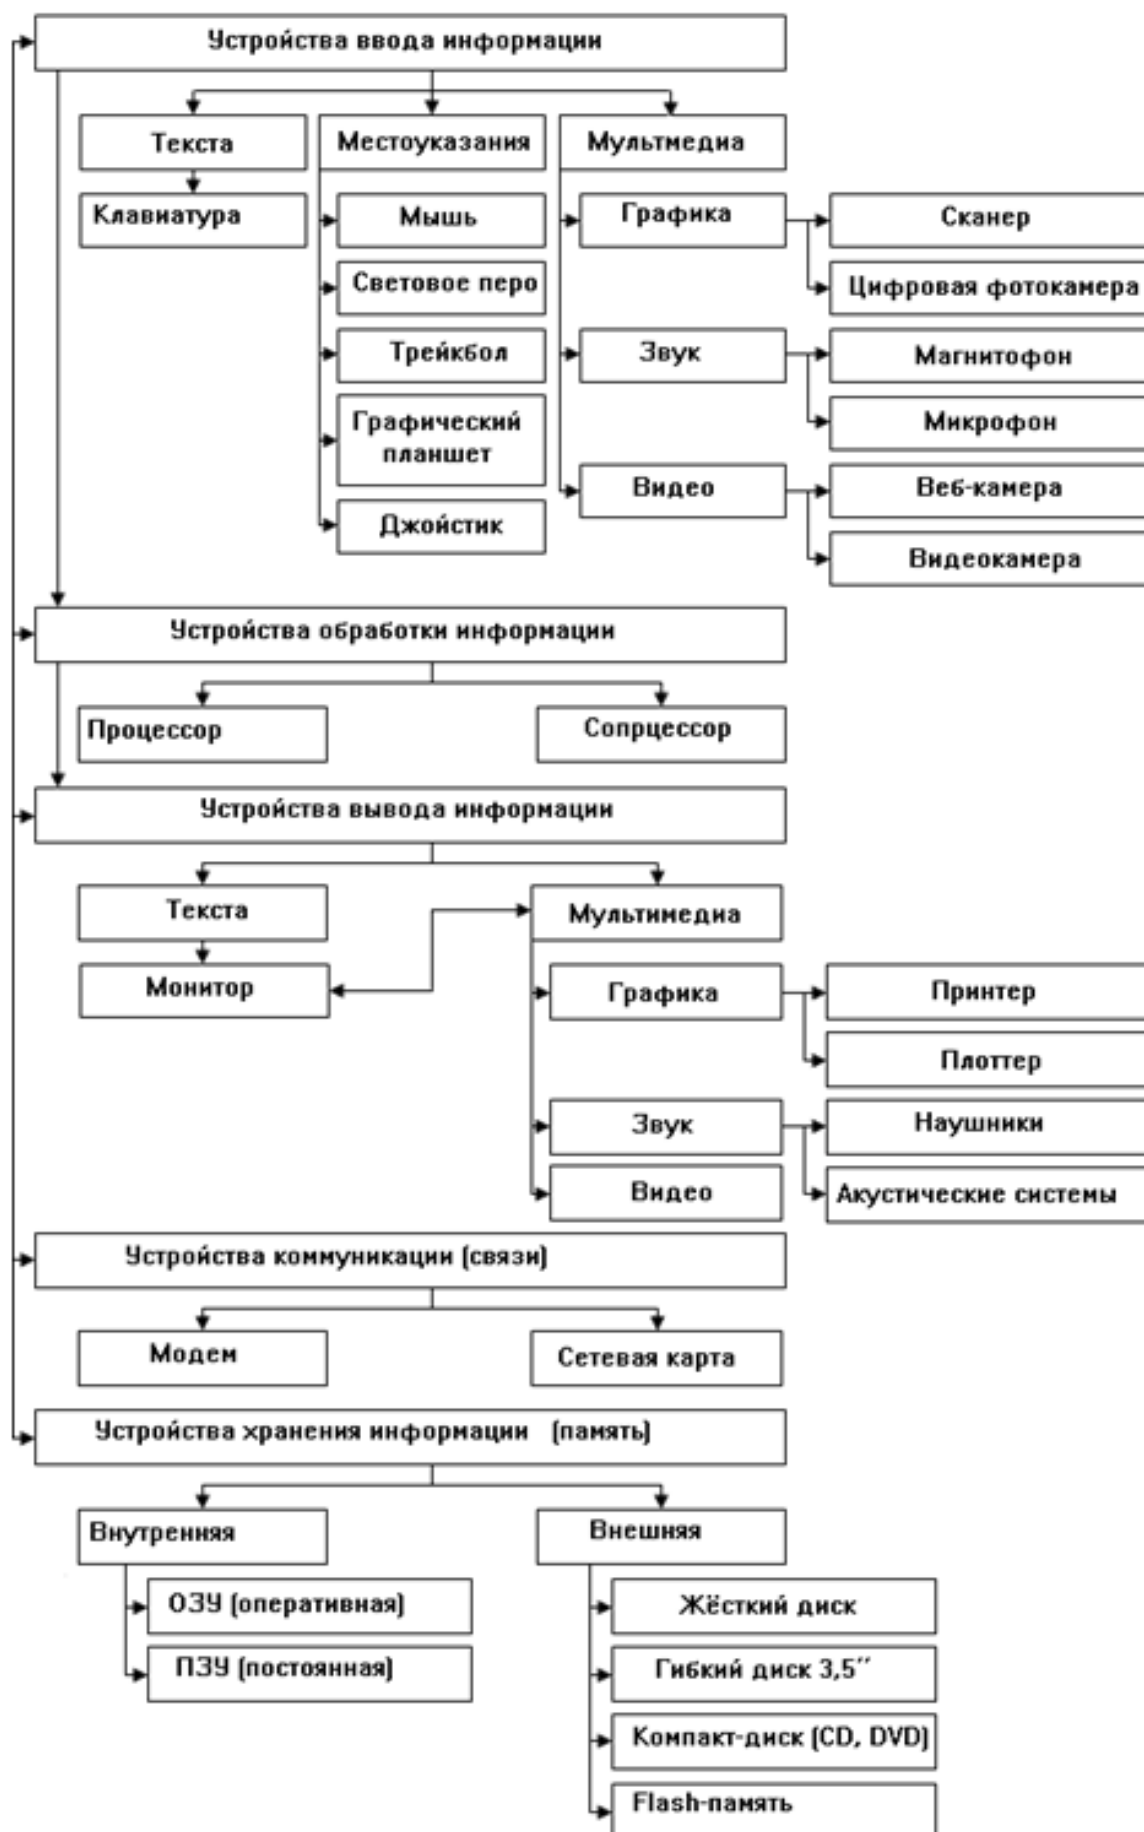 Устройства ввода информации
Текста
Местоуказания
Мультмедиа
Клавиатура
Мышь
Графика
Сканер
Световое перо
Цифровая фотокамера
Трейкбол
Звук
Магнитофон
Графический
планшет
Микрофон
Видео
Веб-камера
Джойстик
Видеокамера
Устройства обработки информации
Процессор
Сопрцессор
Устройства вывода информации
Текста
Мультимедиа
Монитор
Графика
Принтер
Плоттер
Звук
Наушники
Видео
Акустические системы
Устройства коммуникации (связи)
Модем
Сетевая карта
Устройства хранения информации (память)
Внутренняя
Внешняя
ОЗУ (оперативная)
Жёсткий диск
ПЗУ (постоянная)
Гибкий диск 3,5″
Компакт-диск (CD, DVD)
Flash-память